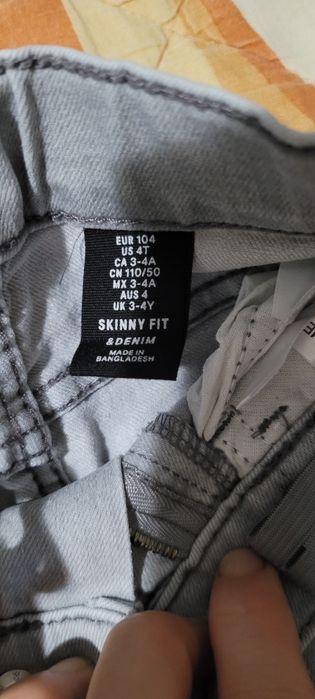 EUR 104
US 4T
CA 3-4A
CN 110/50
MX 3-4A
AUS 4
UK 3-4Y
SKINNY FIT
&DENIM
MADE IN
BANGLADESH